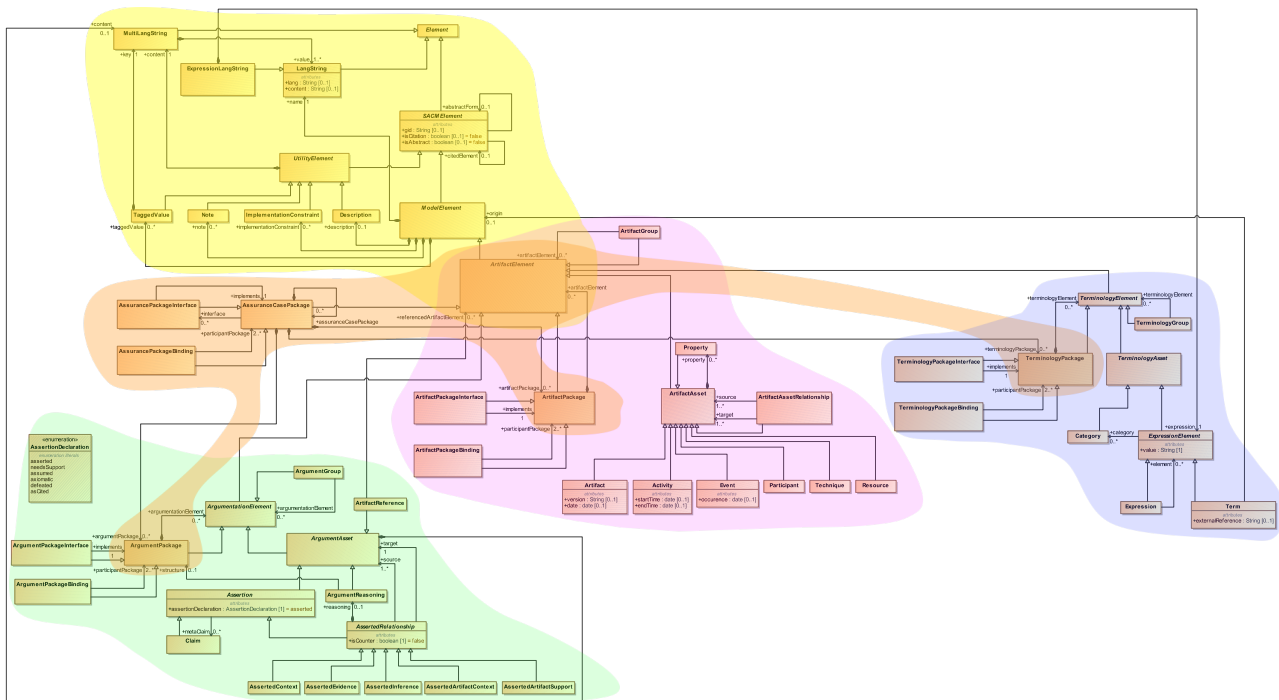 +content
0..1
MultiLangString
Element
+key 1
+content 1
+value 1..*
ExpressionLangString
LangString
attributes
+lang : String [0..1]
+content : String [0..1]
+name 1
+abstractForm 0..1
SACMElement
attributes
+gid : String [0..1]
+isCitation : boolean [0..1] = false
+isAbstract : boolean [0..1] = false
+citedElement 0..1
UtilityElement
TaggedValue
Note
ImplementationConstraint
Description
+taggedValue 0..*
+note 0..*
+implementationConstraint 0..*
+description 0..1
ModelElement
+origin
0..1
ArtifactGroup
+artifactElement 0..*
ArtifactElement
+artifactElement
0..*
+implements 1
AssurancePackageInterface
+interface
0..*
AssuranceCasePackage
0..*
+referencedArtifactElement 0..*
+assuranceCasePackage
+participantPackage 2..*
AssurancePackageBinding
TerminologyElement
+terminologyElement
0..*
+terminologyElement
0..*
TerminologyGroup
+terminologyPackage 0..*
TerminologyPackageInterface
+implements
1
TerminologyPackage
TerminologyAsset
+participantPackage 2..*
TerminologyPackageBinding
Property
+property 0..*
+artifactPackage 0..*
ArtifactPackageInterface
+implements
1
ArtifactPackage
+participantPackage 2..*
ArtifactPackageBinding
ArtifactAsset
+source
1..*
+target
1..*
ArtifactAssetRelationship
Category
+category
0..*
+expression 1
ExpressionElement
attributes
+value : String [1]
+element 0..*
Expression
Term
attributes
+externalReference : String [0..1]
Artifact
attributes
+version : String [0..1]
+date : date [0..1]
Activity
attributes
+startTime : date [0..1]
+endTime : date [0..1]
Event
attributes
+occurence : date [0..1]
Participant
Technique
Resource
«enumeration»
AssertionDeclaration
enumeration literals
asserted
needsSupport
assumed
axiomatic
defeated
asCited
ArgumentGroup
ArtifactReference
+argumentationElement
0..*
ArgumentationElement
+argumentationElement
0..*
+argumentPackage 0..*
ArgumentPackageInterface
+implements
1
ArgumentPackage
ArgumentAsset
+target
1
+source
1..*
+participantPackage 2..*
+structure 0..1
ArgumentPackageBinding
Assertion
attributes
+assertionDeclaration : AssertionDeclaration [1] = asserted
ArgumentReasoning
+reasoning 0..1
+metaClaim 0..*
Claim
AssertedRelationship
attributes
+isCounter : boolean [1] = false
AssertedContext
AssertedEvidence
AssertedInference
AssertedArtifactContext
AssertedArtifactSupport